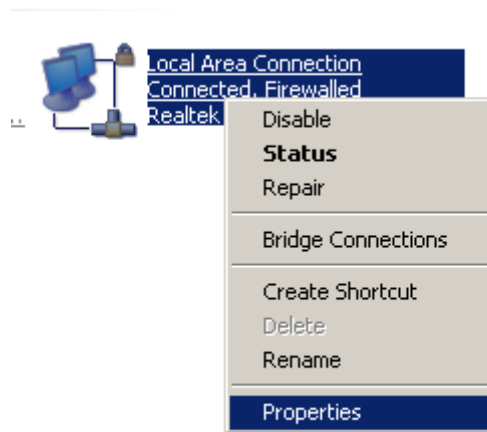 Local Area Connection
Connected, Firewalled
Realtek
Disable
Status
Repair
Bridge Connections
Create Shortcut
Delete
Rename
Properties